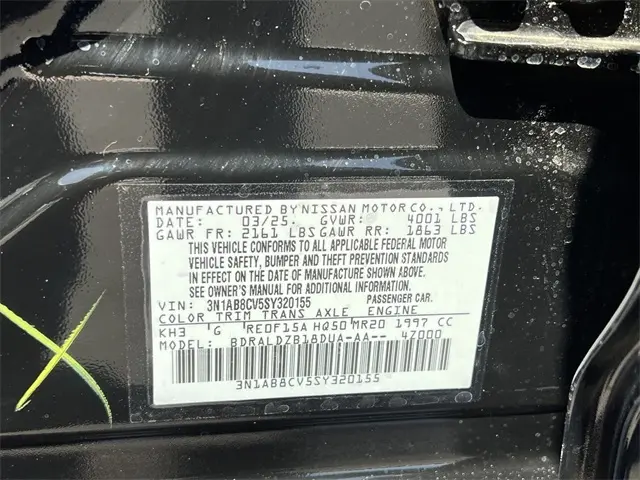 MANUFACTURED BY NISSAN MOTOR CO., LTD.
DATE: 03/25 GVWR: 4001 LBS
GAWR FR: 2161 LBS GAWR RR: 1863 LBS
THIS VEHICLE CONFORMS TO ALL APPLICABLE FEDERAL MOTOR
VEHICLE SAFETY, BUMPER AND THEFT PREVENTION STANDARDS
IN EFFECT ON THE DATE OF MANUFACTURE SHOWN ABOVE.
SEE OWNER'S MANUAL FOR ADDITIONAL INFORMATION.
VIN: 3N1AB8CV5SY320155 PASSENGER CAR.
COLOR TRIM TRANS AXLE ENGINE
KH3 G RE0F15A HQ50 MR20 1997 CC
MODEL: BDRALDZB18DUA-AA-- 4Z000
3N1AB8CV5SY320155